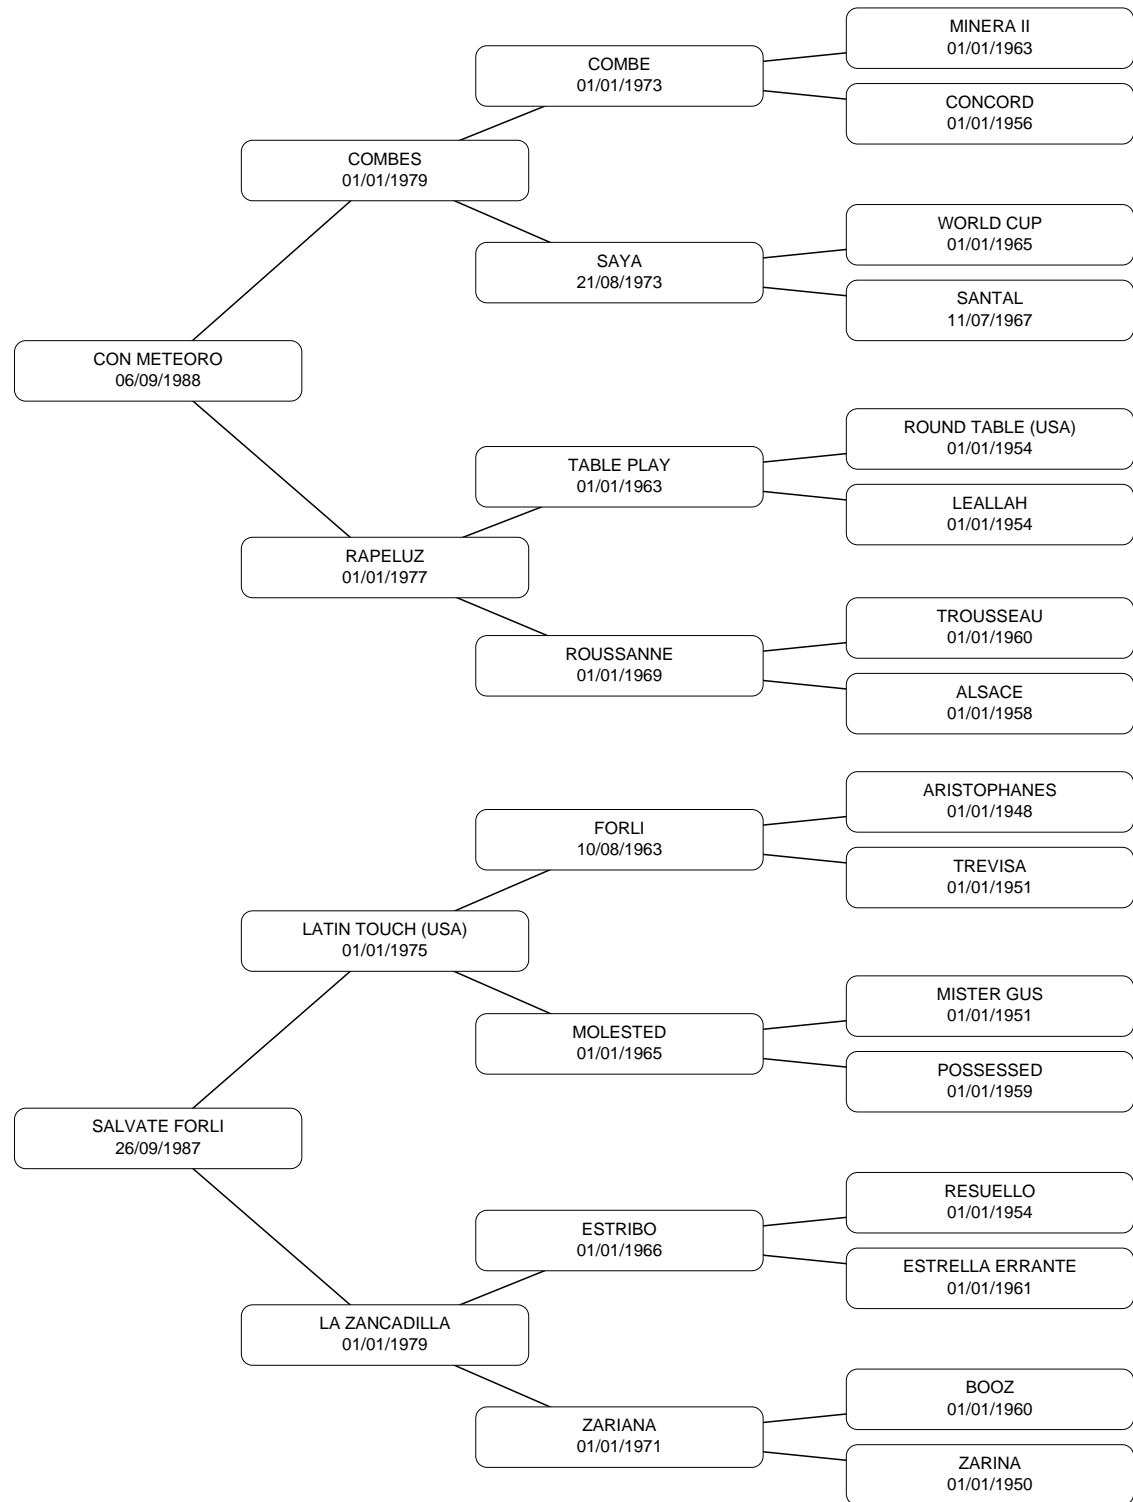 MINERA II
01/01/1963
COMBE
01/01/1973
CONCORD
01/01/1956
COMBES
01/01/1979
WORLD CUP
01/01/1965
SAYA
21/08/1973
SANTAL
11/07/1967
CON METEORO
06/09/1988
ROUND TABLE (USA)
01/01/1954
TABLE PLAY
01/01/1963
LEALLAH
01/01/1954
RAPELUZ
01/01/1977
TROUSSEAU
01/01/1960
ROUSSANNE
01/01/1969
ALSACE
01/01/1958
ARISTOPHANES
01/01/1948
FORLI
10/08/1963
TREVISA
01/01/1951
LATIN TOUCH (USA)
01/01/1975
MISTER GUS
01/01/1951
MOLESTED
01/01/1965
POSSESSED
01/01/1959
SALVATE FORLI
26/09/1987
RESUELLO
01/01/1954
ESTRIBO
01/01/1966
ESTRELLA ERRANTE
01/01/1961
LA ZANCADILLA
01/01/1979
BOOZ
01/01/1960
ZARIANA
01/01/1971
ZARINA
01/01/1950